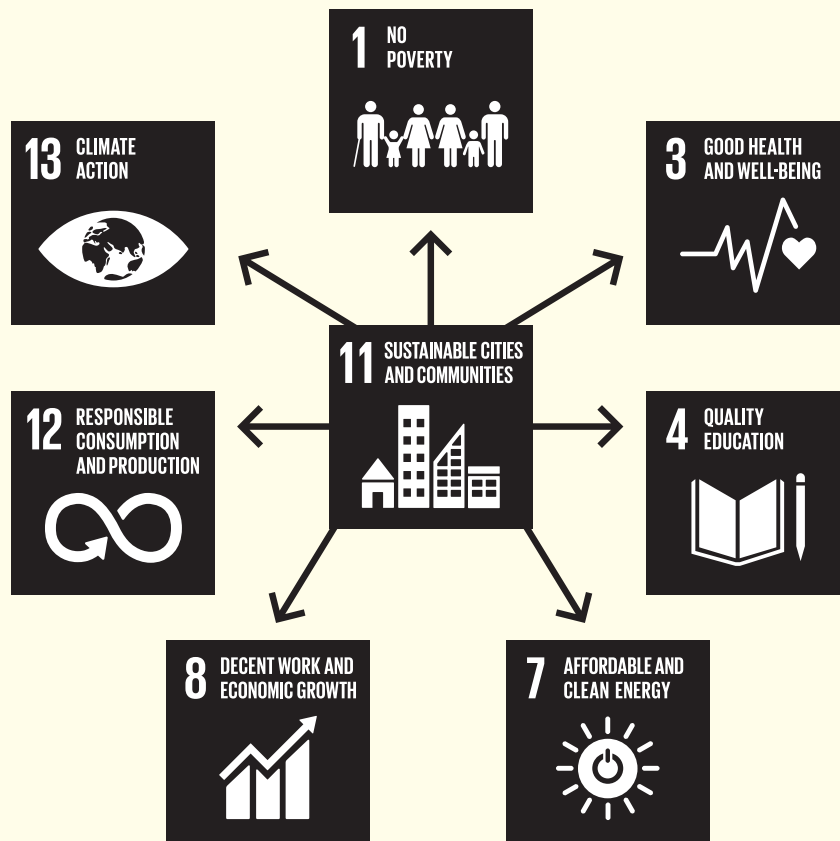 1 NO
POVERTY
13 CLIMATE
ACTION
3 GOOD HEALTH
AND WELL-BEING
11 SUSTAINABLE CITIES
AND COMMUNITIES
12 RESPONSIBLE
CONSUMPTION
AND PRODUCTION
4 QUALITY
EDUCATION
8 DECENT WORK AND
ECONOMIC GROWTH
7 AFFORDABLE AND
CLEAN ENERGY